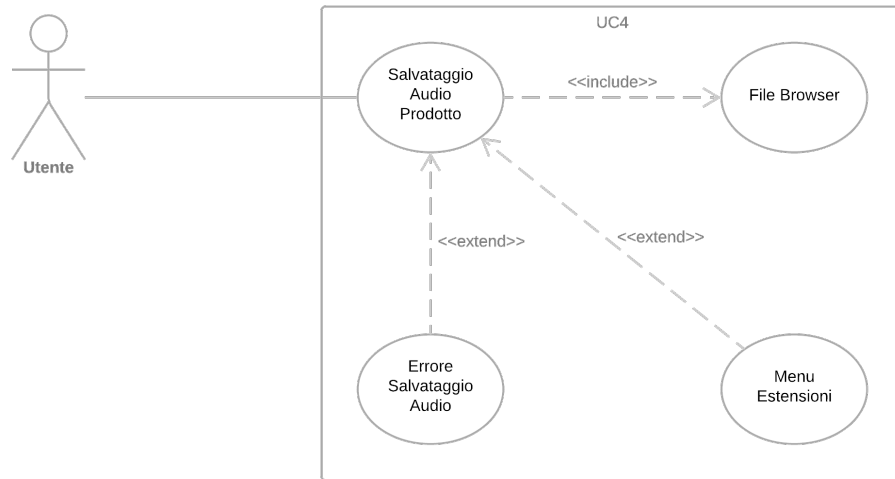 UC4
Salvataggio
Audio
Prodotto
<<include>>
File Browser
Utente
<<extend>>
<<extend>>
Errore
Salvataggio
Audio
Menu
Estensioni